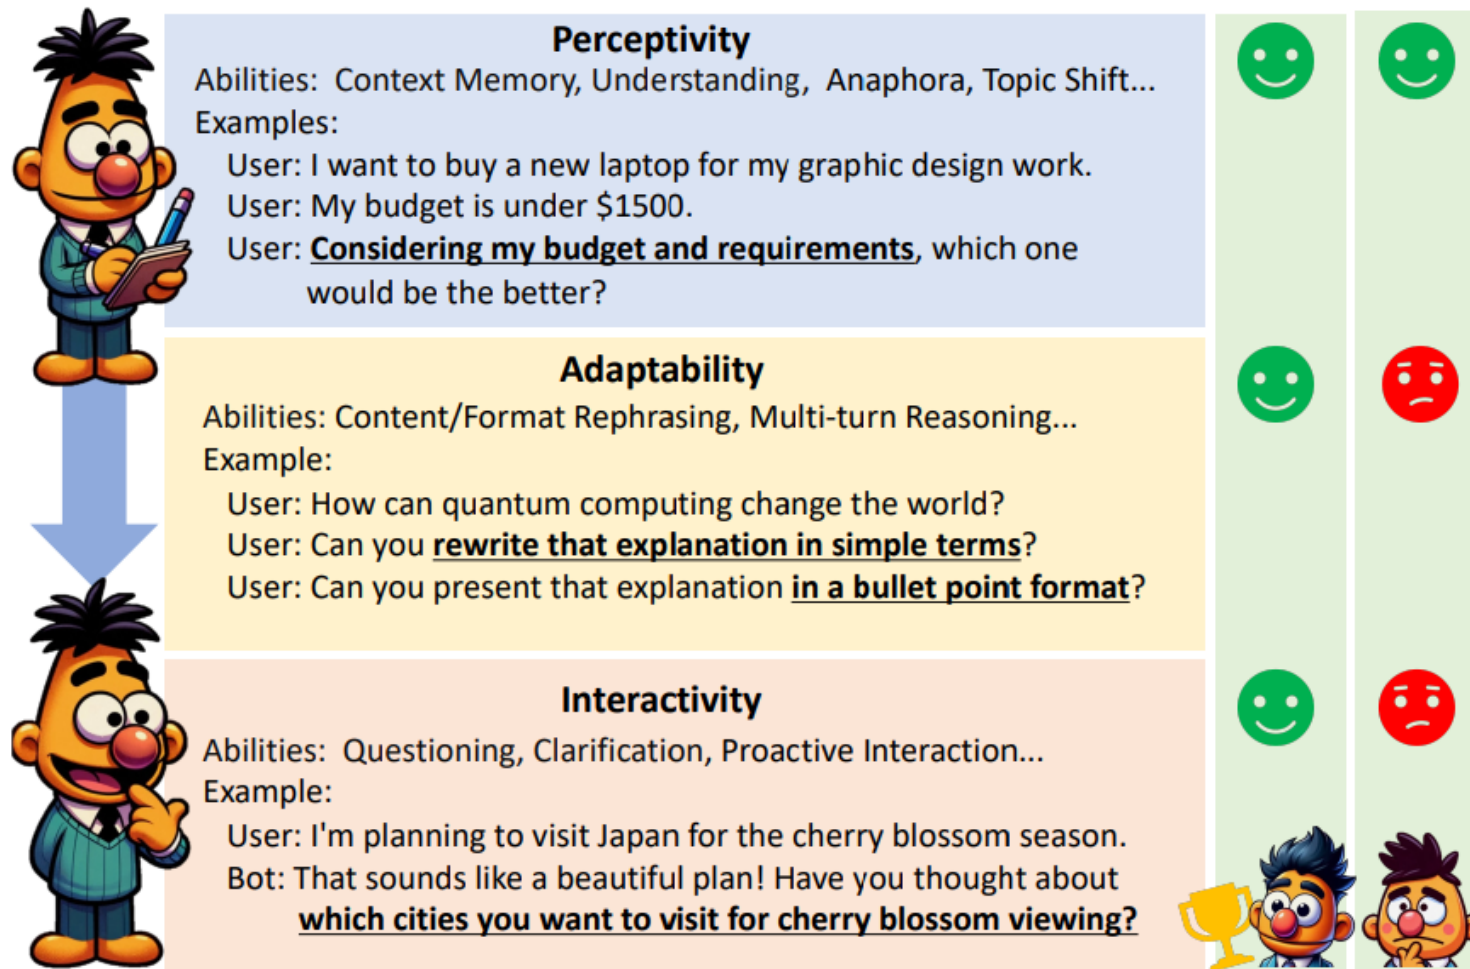 Perceptivity
Abilities: Context Memory, Understanding, Anaphora, Topic Shift...
Examples:
User: I want to buy a new laptop for my graphic design work.
User: My budget is under $1500.
User: Considering my budget and requirements, which one
would be the better?
Adaptability
Abilities: Content/Format Rephrasing, Multi-turn Reasoning...
Example:
User: How can quantum computing change the world?
User: Can you rewrite that explanation in simple terms?
User: Can you present that explanation in a bullet point format?
Interactivity
Abilities: Questioning, Clarification, Proactive Interaction...
Example:
User: I'm planning to visit Japan for the cherry blossom season.
Bot: That sounds like a beautiful plan! Have you thought about
which cities you want to visit for cherry blossom viewing?